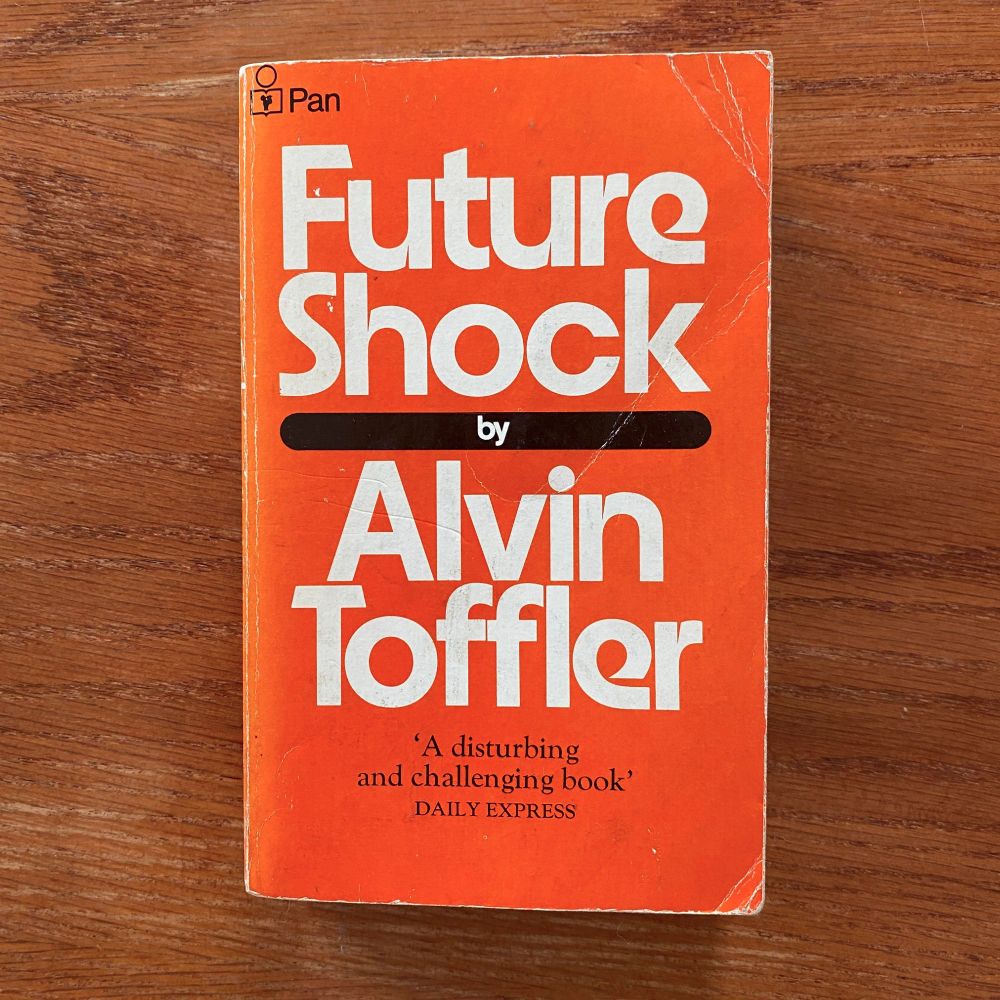 Pan
Future
Shock
by
Alvin
Toffler
‘A disturbing
and challenging book’
DAILY EXPRESS